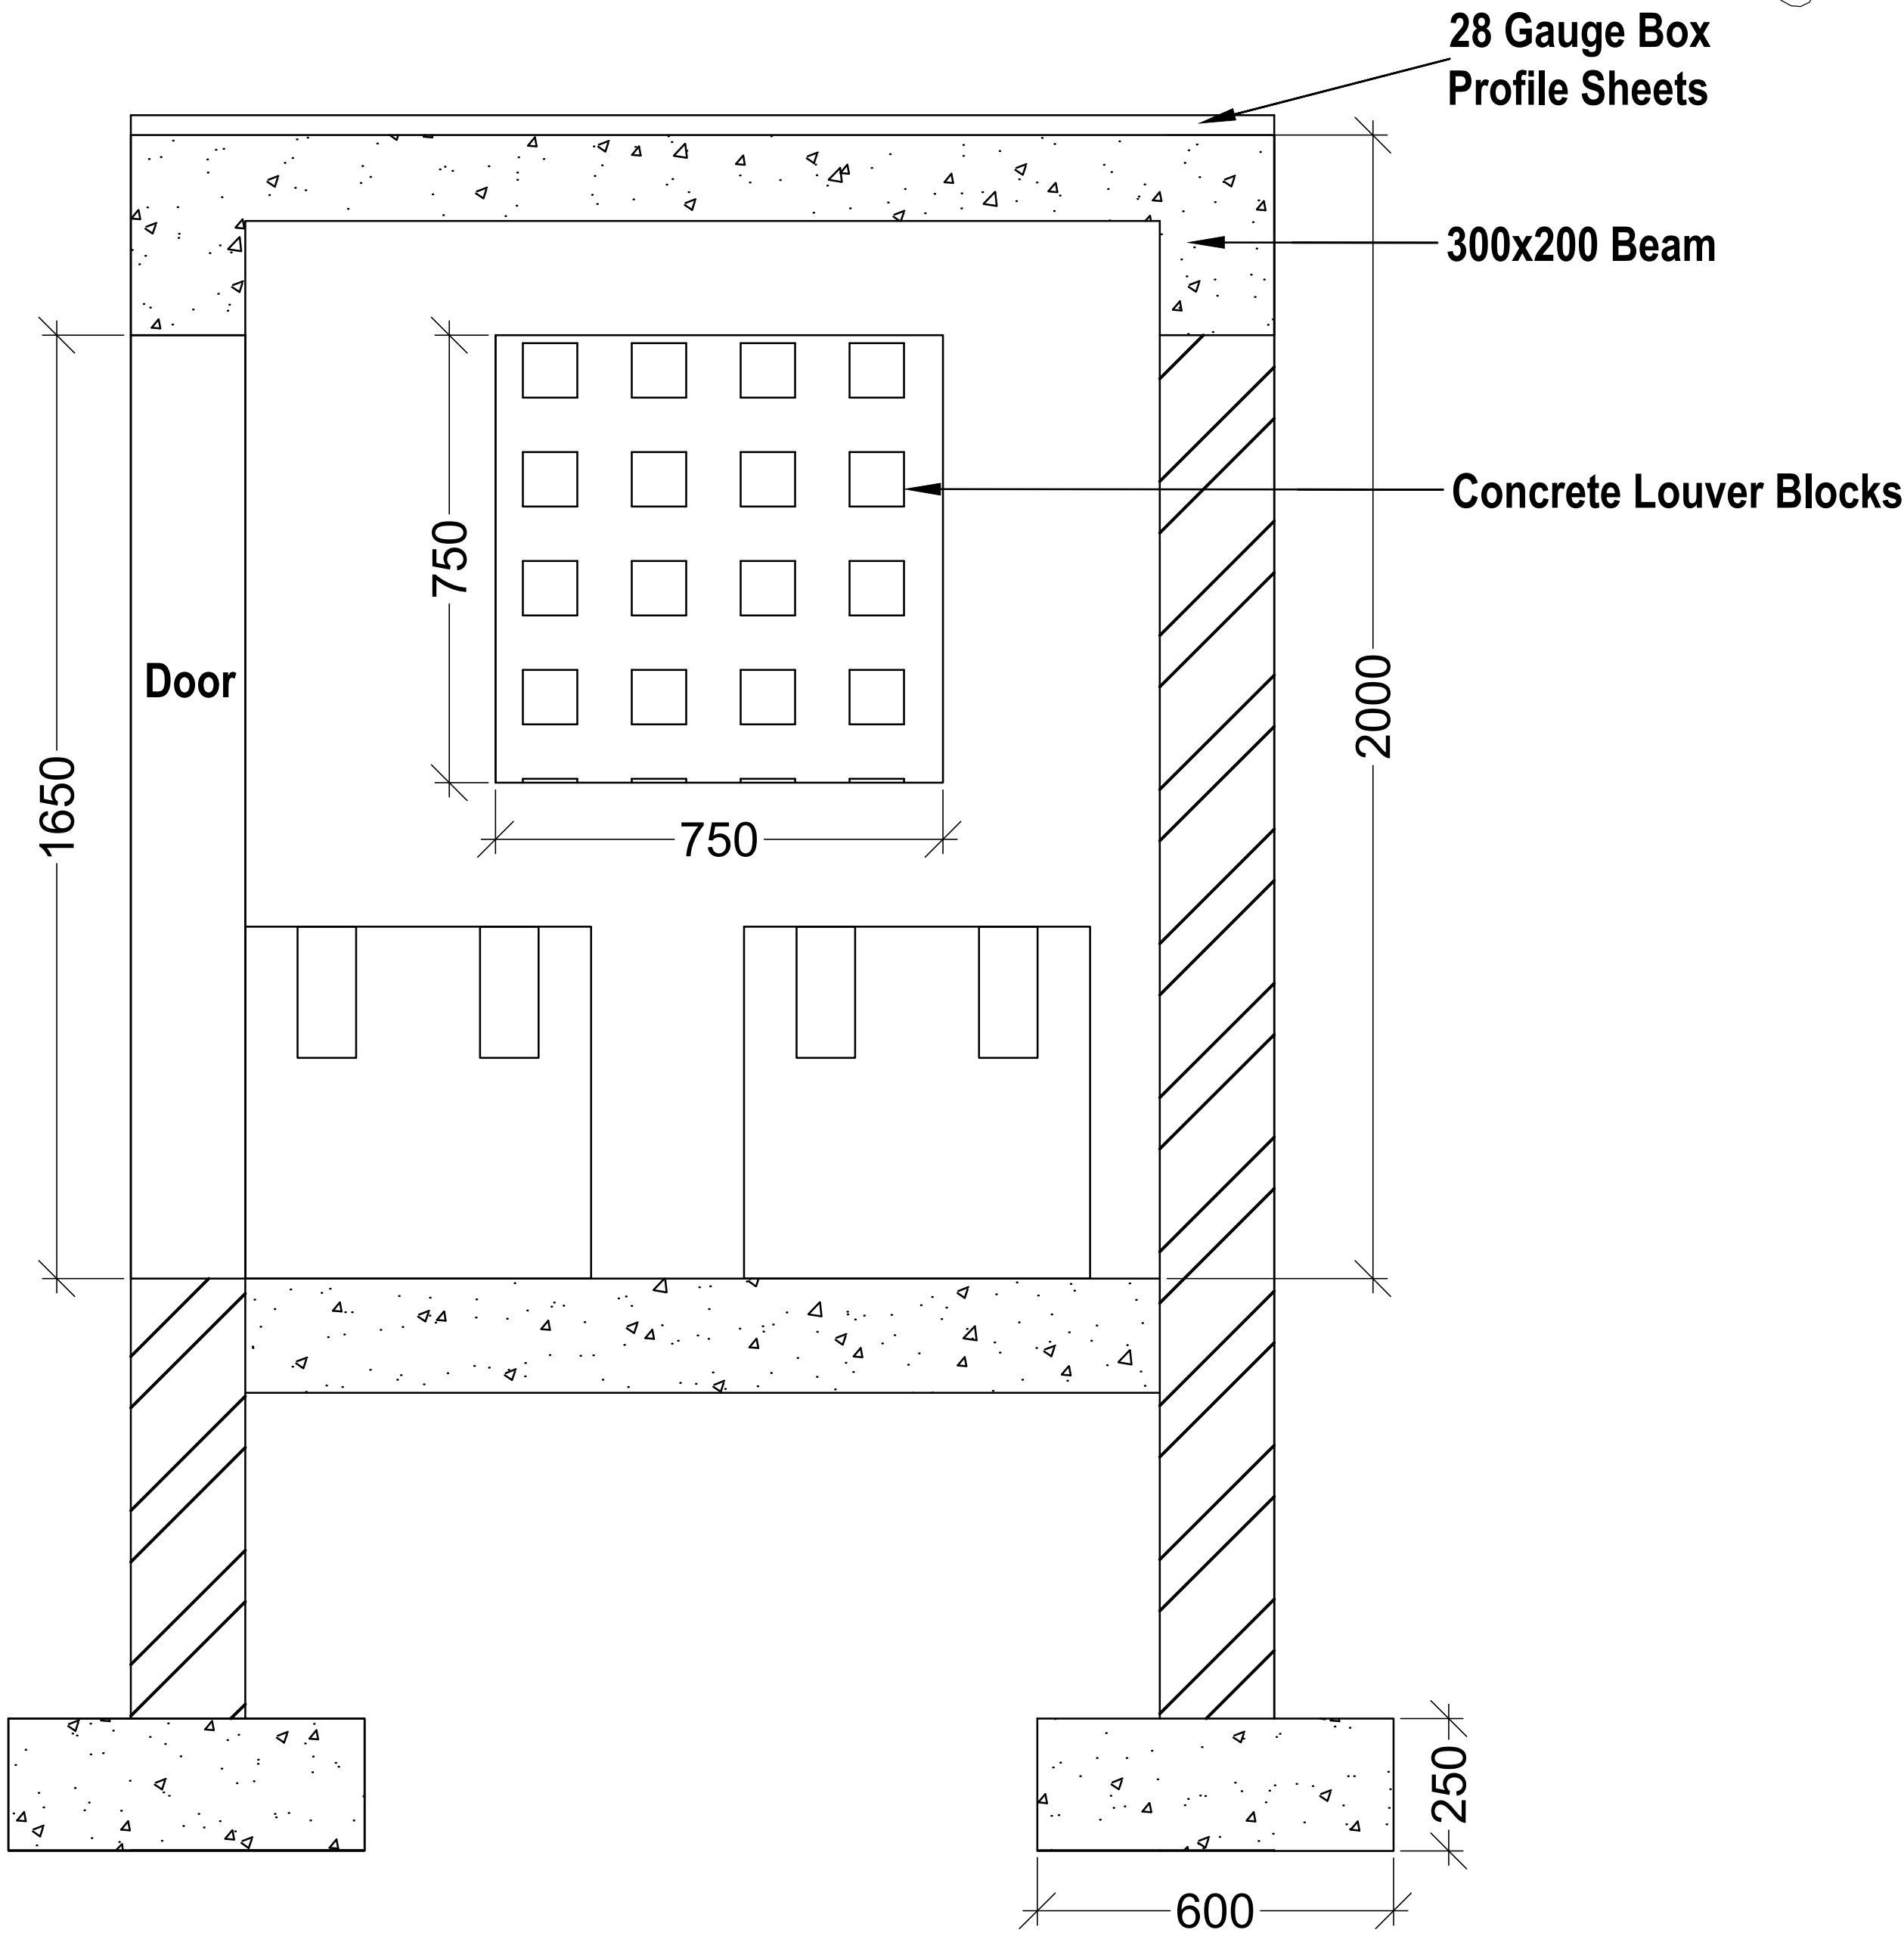 28 Gauge Box
Profile Sheets
300x200 Beam
Concrete Louver Blocks
750
Door
2000
1650
750
250
600